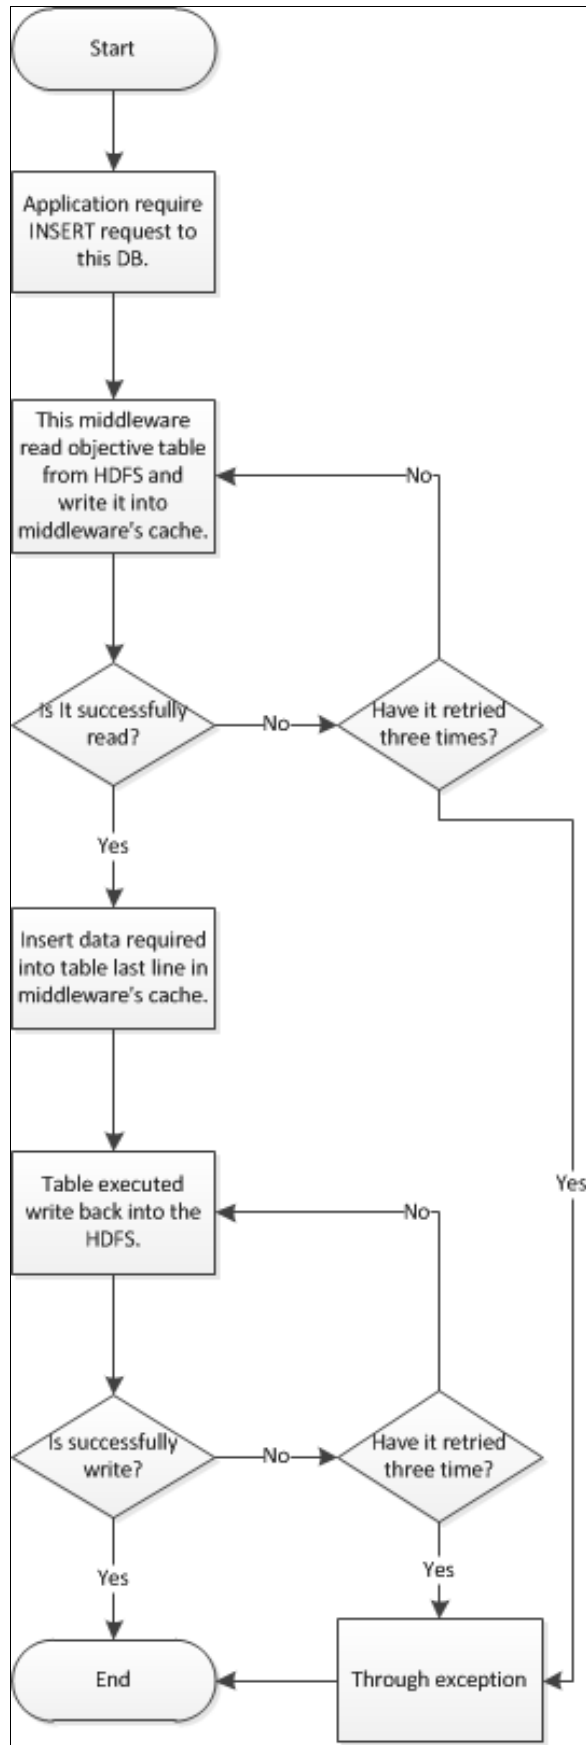 Start
Application require
INSERT request to
this DB.
This middleware
read objective table
from HDFS and
write it into
middleware's cache.
No
Is It successfully
read?
No
Have it retried
three times?
Yes
Insert data required
into table last line in
middleware's cache.
Table executed
write back into the
HDFS.
Yes
No
Is successfully
write?
No
Have it retried
three time?
Yes
Yes
End
Through exception